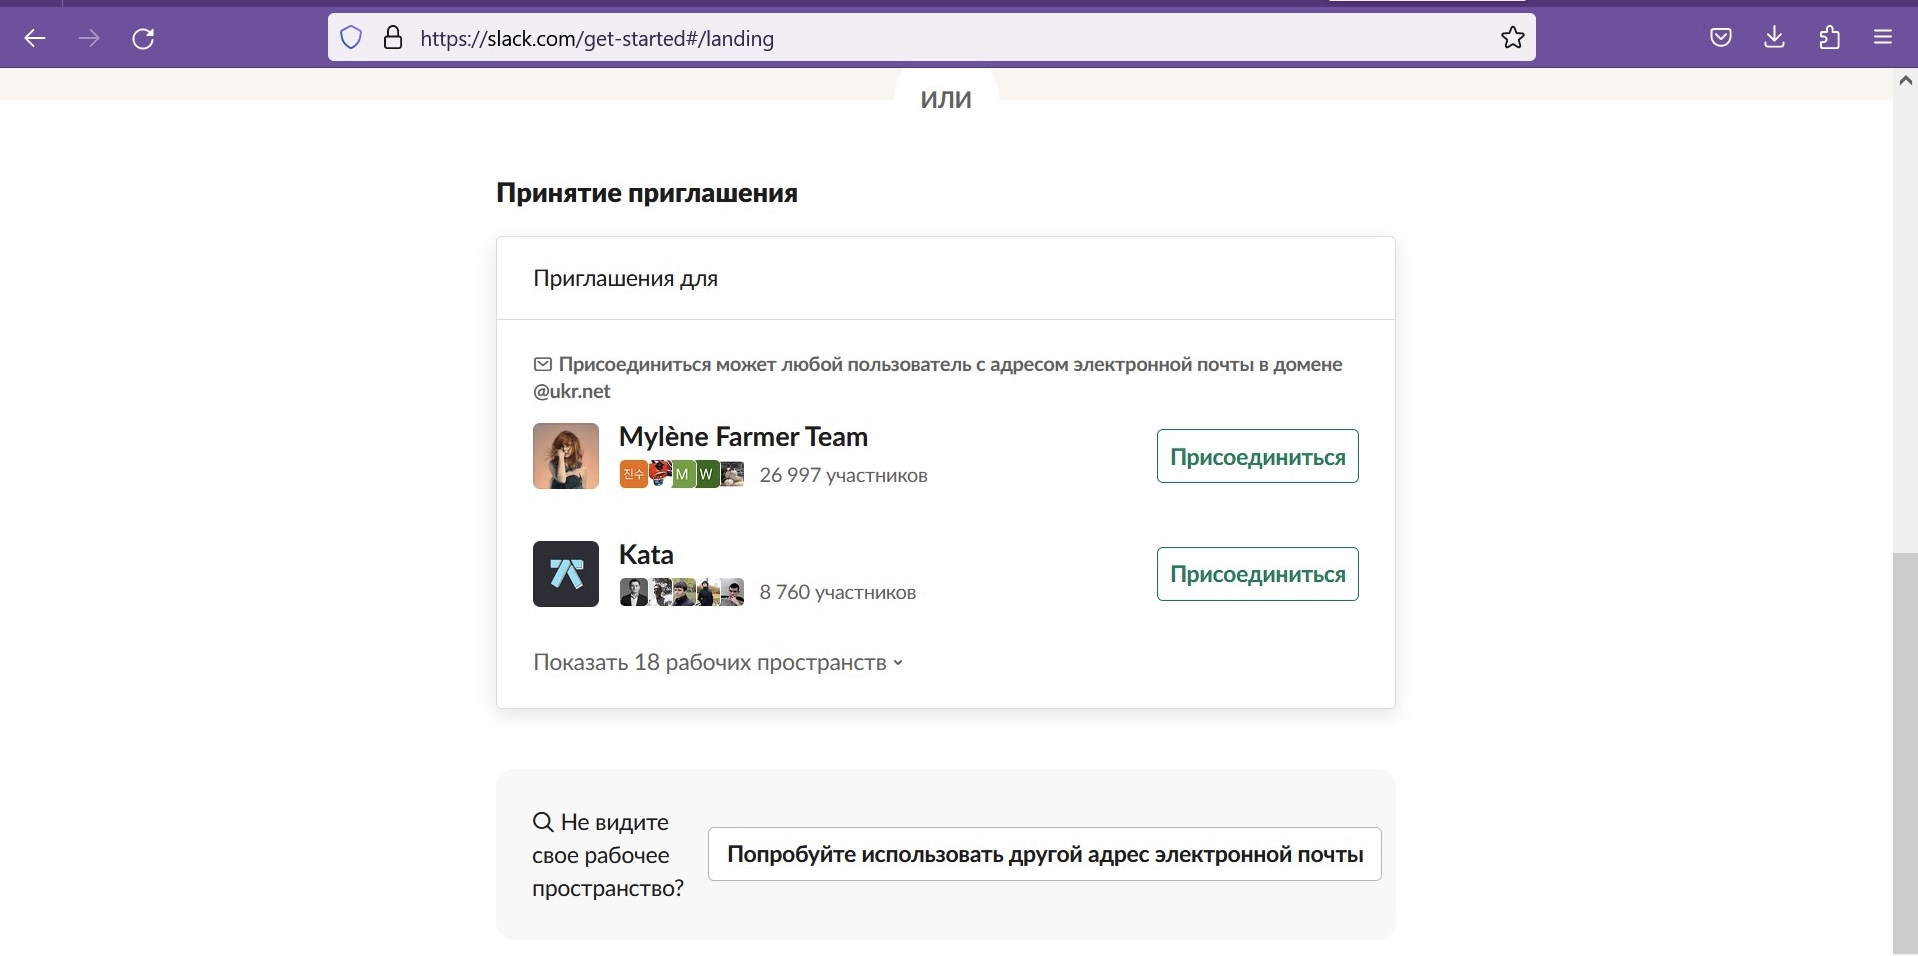 https://slack.com/get-started#/landing
ИЛИ
Принятие приглашения
Приглашения для
Присоединиться может любой пользователь с адресом электронной почты в домене
@ukr.net
Mylène Farmer Team
진수 M W 26 997 участников
Присоединиться
Kata
8 760 участников
Присоединиться
Показать 18 рабочих пространств
Не видите
свое рабочее
пространство?
Попробуйте использовать другой адрес электронной почты